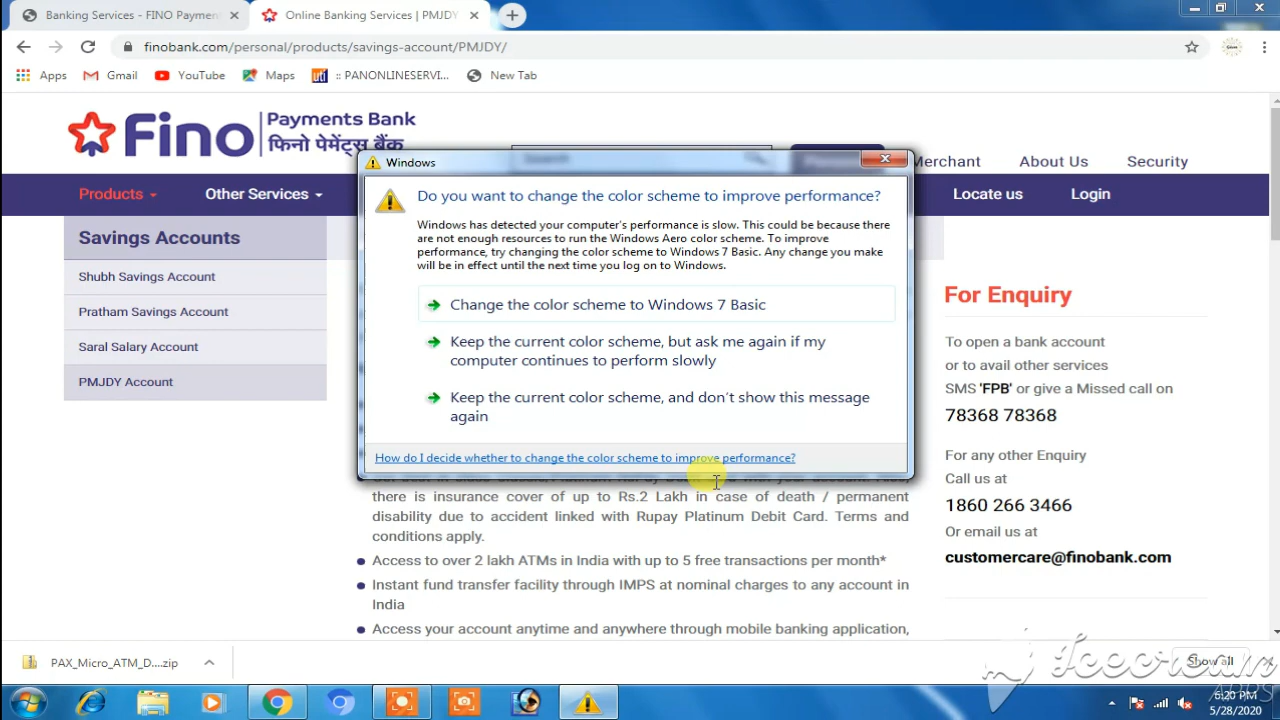 Banking Services - FINO Paymen
Online Banking Services | PMJDY
finobank.com/personal/products/savings-account/PMJDY/
Apps
Gmail
YouTube
Maps
:: PANONLINESERVI...
New Tab
Fino
Payments Bank
फिनो पेमेंट्स बैंक
Search
Merchant
About Us
Security
Products
Other Services
Locate us
Login
Savings Accounts
Shubh Savings Account
Pratham Savings Account
Saral Salary Account
PMJDY Account
Windows
Do you want to change the color scheme to improve performance?
Windows has detected your computer's performance is slow. This could be because there
are not enough resources to run the Windows Aero color scheme. To improve
performance, try changing the color scheme to Windows 7 Basic. Any change you make
will be in effect until the next time you log on to Windows.
Change the color scheme to Windows 7 Basic
Keep the current color scheme, but ask me again if my
computer continues to perform slowly
Keep the current color scheme, and don't show this message
again
How do I decide whether to change the color scheme to improve performance?
there is insurance cover of up to Rs.2 Lakh in case of death / permanent
disability due to accident linked with Rupay Platinum Debit Card. Terms and
conditions apply.
Access to over 2 lakh ATMs in India with up to 5 free transactions per month*
Instant fund transfer facility through IMPS at nominal charges to any account in
India
Access your account anytime and anywhere through mobile banking application,
For Enquiry
To open a bank account
or to avail other services
SMS 'FPB' or give a Missed call on
78368 78368
For any other Enquiry
Call us at
1860 266 3466
Or email us at
customercare@finobank.com
PAX_Micro_ATM_D....zip
Show all
Icecream
APPS
6:20 PM
5/28/2020